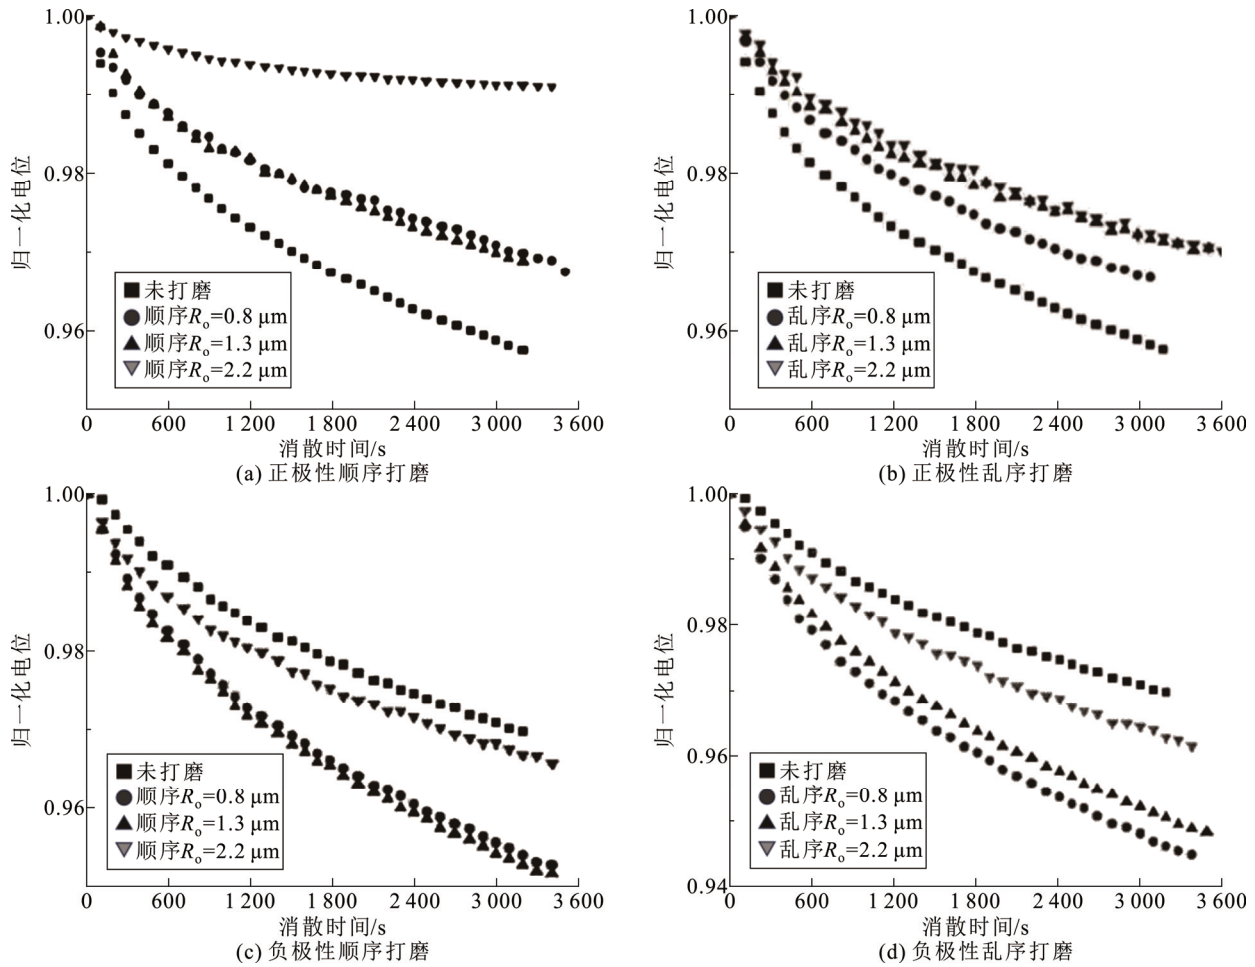 1.00
0.98
0.96
归一化电位
未打磨
顺序Ro=0.8 μm
顺序Ro=1.3 μm
顺序Ro=2.2 μm
0 600 1 200 1 800 2 400 3 000 3 600
消散时间/s
(a) 正极性顺序打磨
1.00
0.98
0.96
归一化电位
未打磨
乱序Ro=0.8 μm
乱序Ro=1.3 μm
乱序Ro=2.2 μm
0 600 1 200 1 800 2 400 3 000 3 600
消散时间/s
(b) 正极性乱序打磨
1.00
0.98
0.96
归一化电位
未打磨
顺序Ro=0.8 μm
顺序Ro=1.3 μm
顺序Ro=2.2 μm
0 600 1 200 1 800 2 400 3 000 3 600
消散时间/s
(c) 负极性顺序打磨
1.00
0.98
0.96
0.94
归一化电位
未打磨
乱序Ro=0.8 μm
乱序Ro=1.3 μm
乱序Ro=2.2 μm
0 600 1 200 1 800 2 400 3 000 3 600
消散时间/s
(d) 负极性乱序打磨